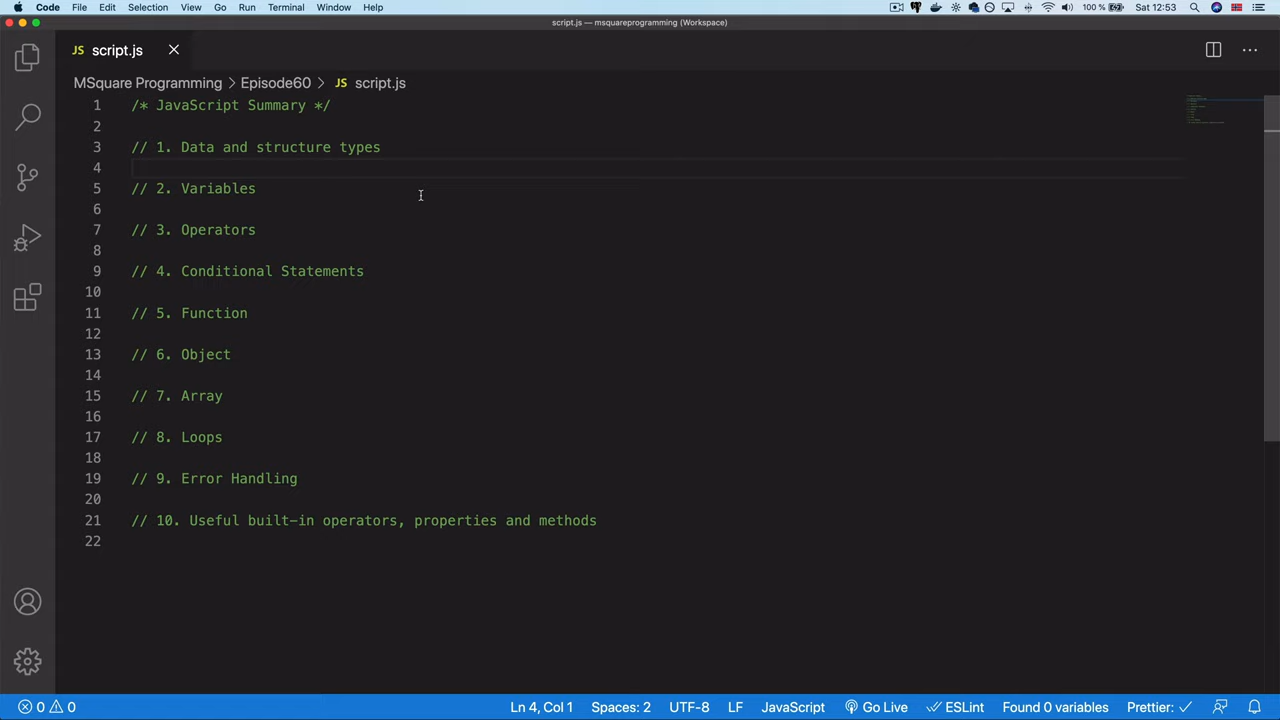 Code File Edit Selection View Go Run Terminal Window Help 100 % Sat 12:53
script.js — msquareprogramming (Workspace)
JS script.js
MSquare Programming > Episode60 > JS script.js
1 /* JavaScript Summary */
2
3 // 1. Data and structure types
4
5 // 2. Variables
6
7 // 3. Operators
8
9 // 4. Conditional Statements
10
11 // 5. Function
12
13 // 6. Object
14
15 // 7. Array
16
17 // 8. Loops
18
19 // 9. Error Handling
20
21 // 10. Useful built-in operators, properties and methods
22
0 0 Ln 4, Col 1 Spaces: 2 UTF-8 LF JavaScript Go Live ESLint Found 0 variables Prettier: ✓